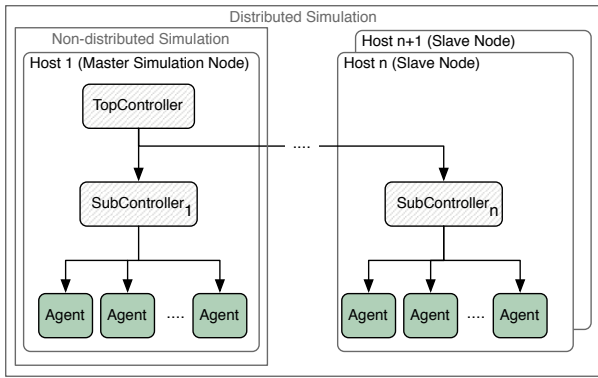 Distributed Simulation
Non-distributed Simulation
Host n+1 (Slave Node)
Host 1 (Master Simulation Node)
Host n (Slave Node)
TopController
....
SubController1
SubControllern
Agent
Agent
....
Agent
Agent
Agent
....
Agent